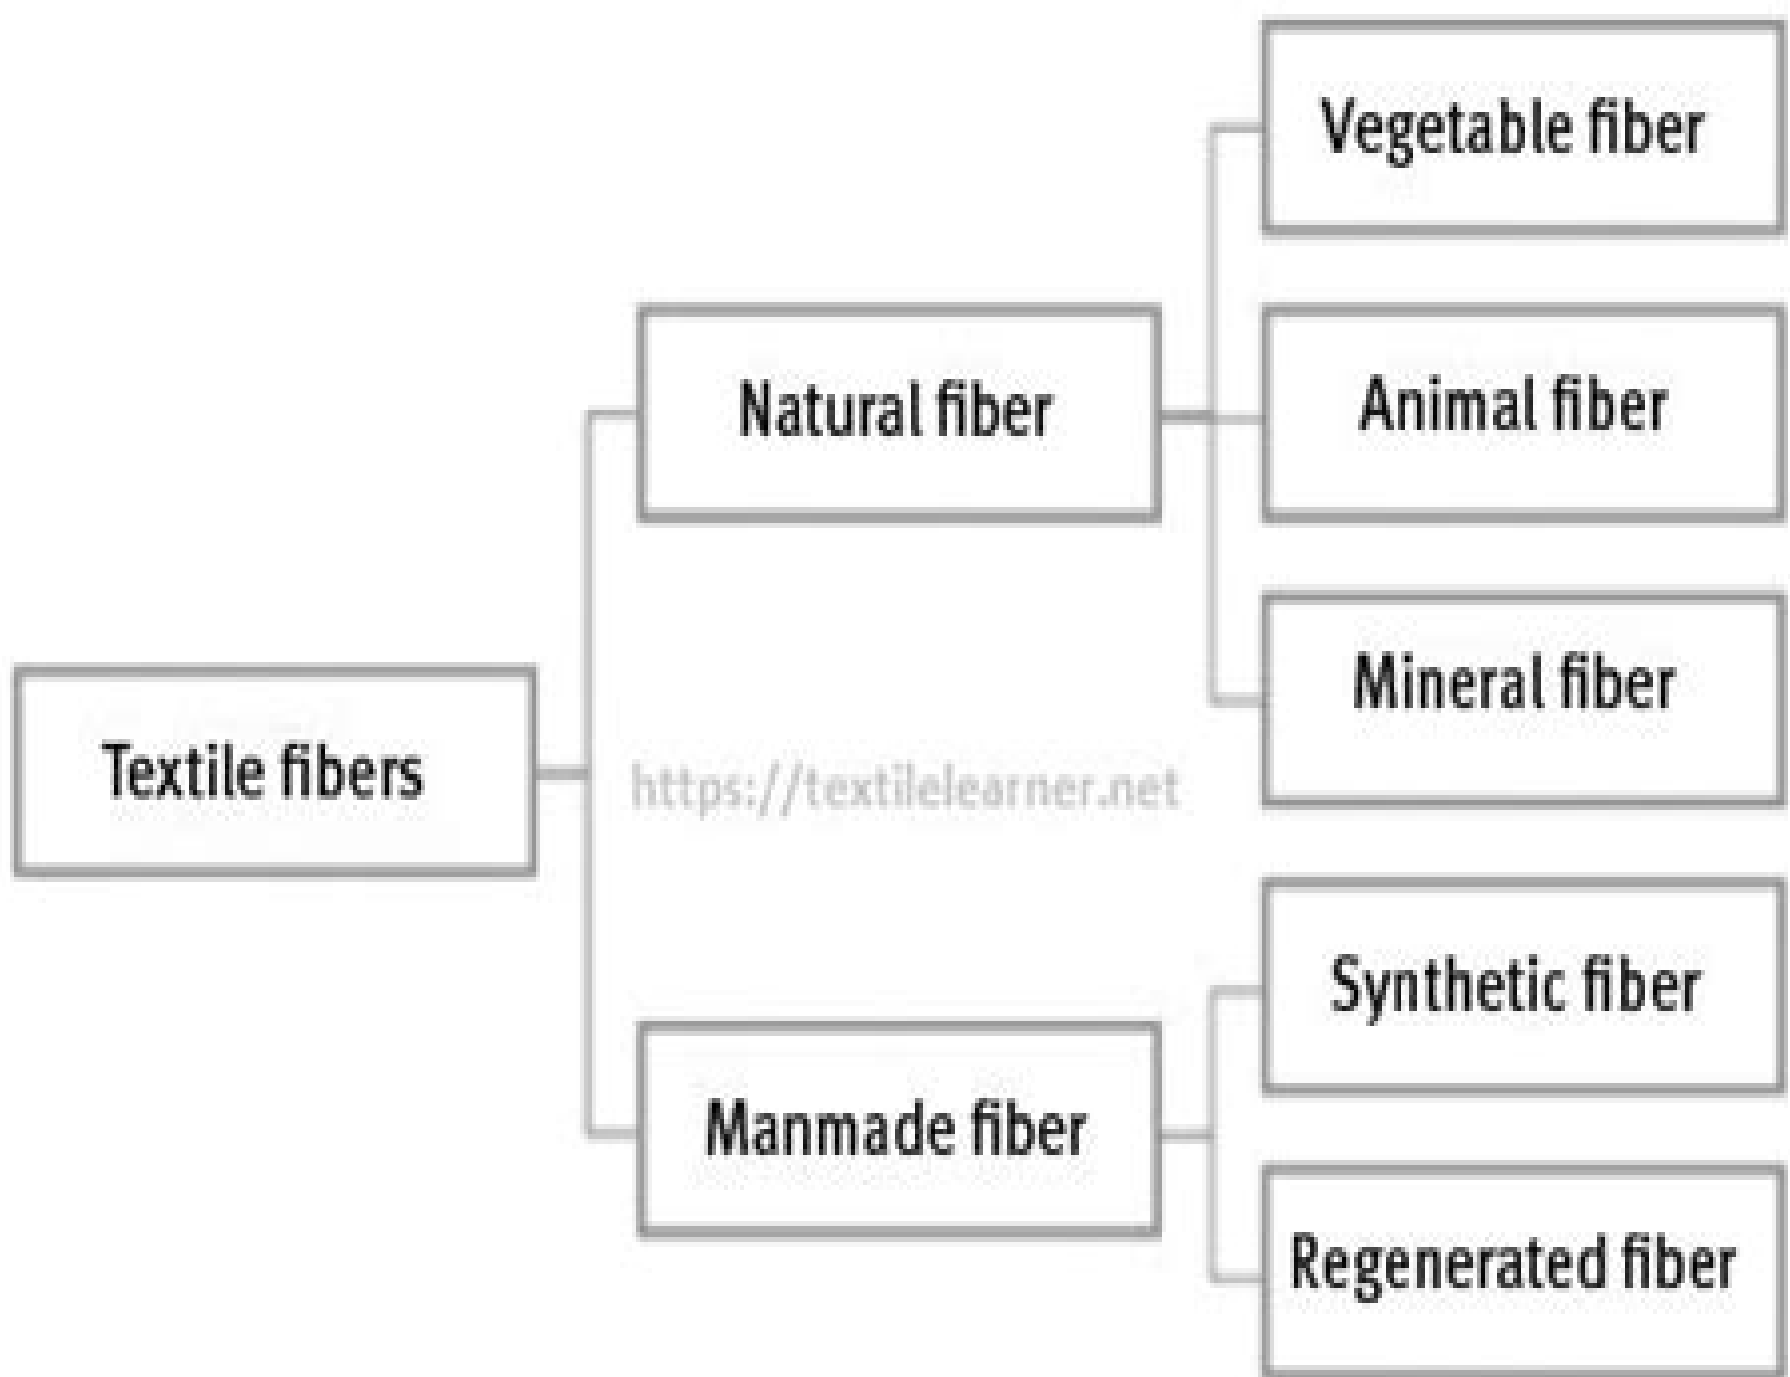 Textile fibers
Natural fiber
Vegetable fiber
Animal fiber
Mineral fiber
https://textilelearner.net
Manmade fiber
Synthetic fiber
Regenerated fiber